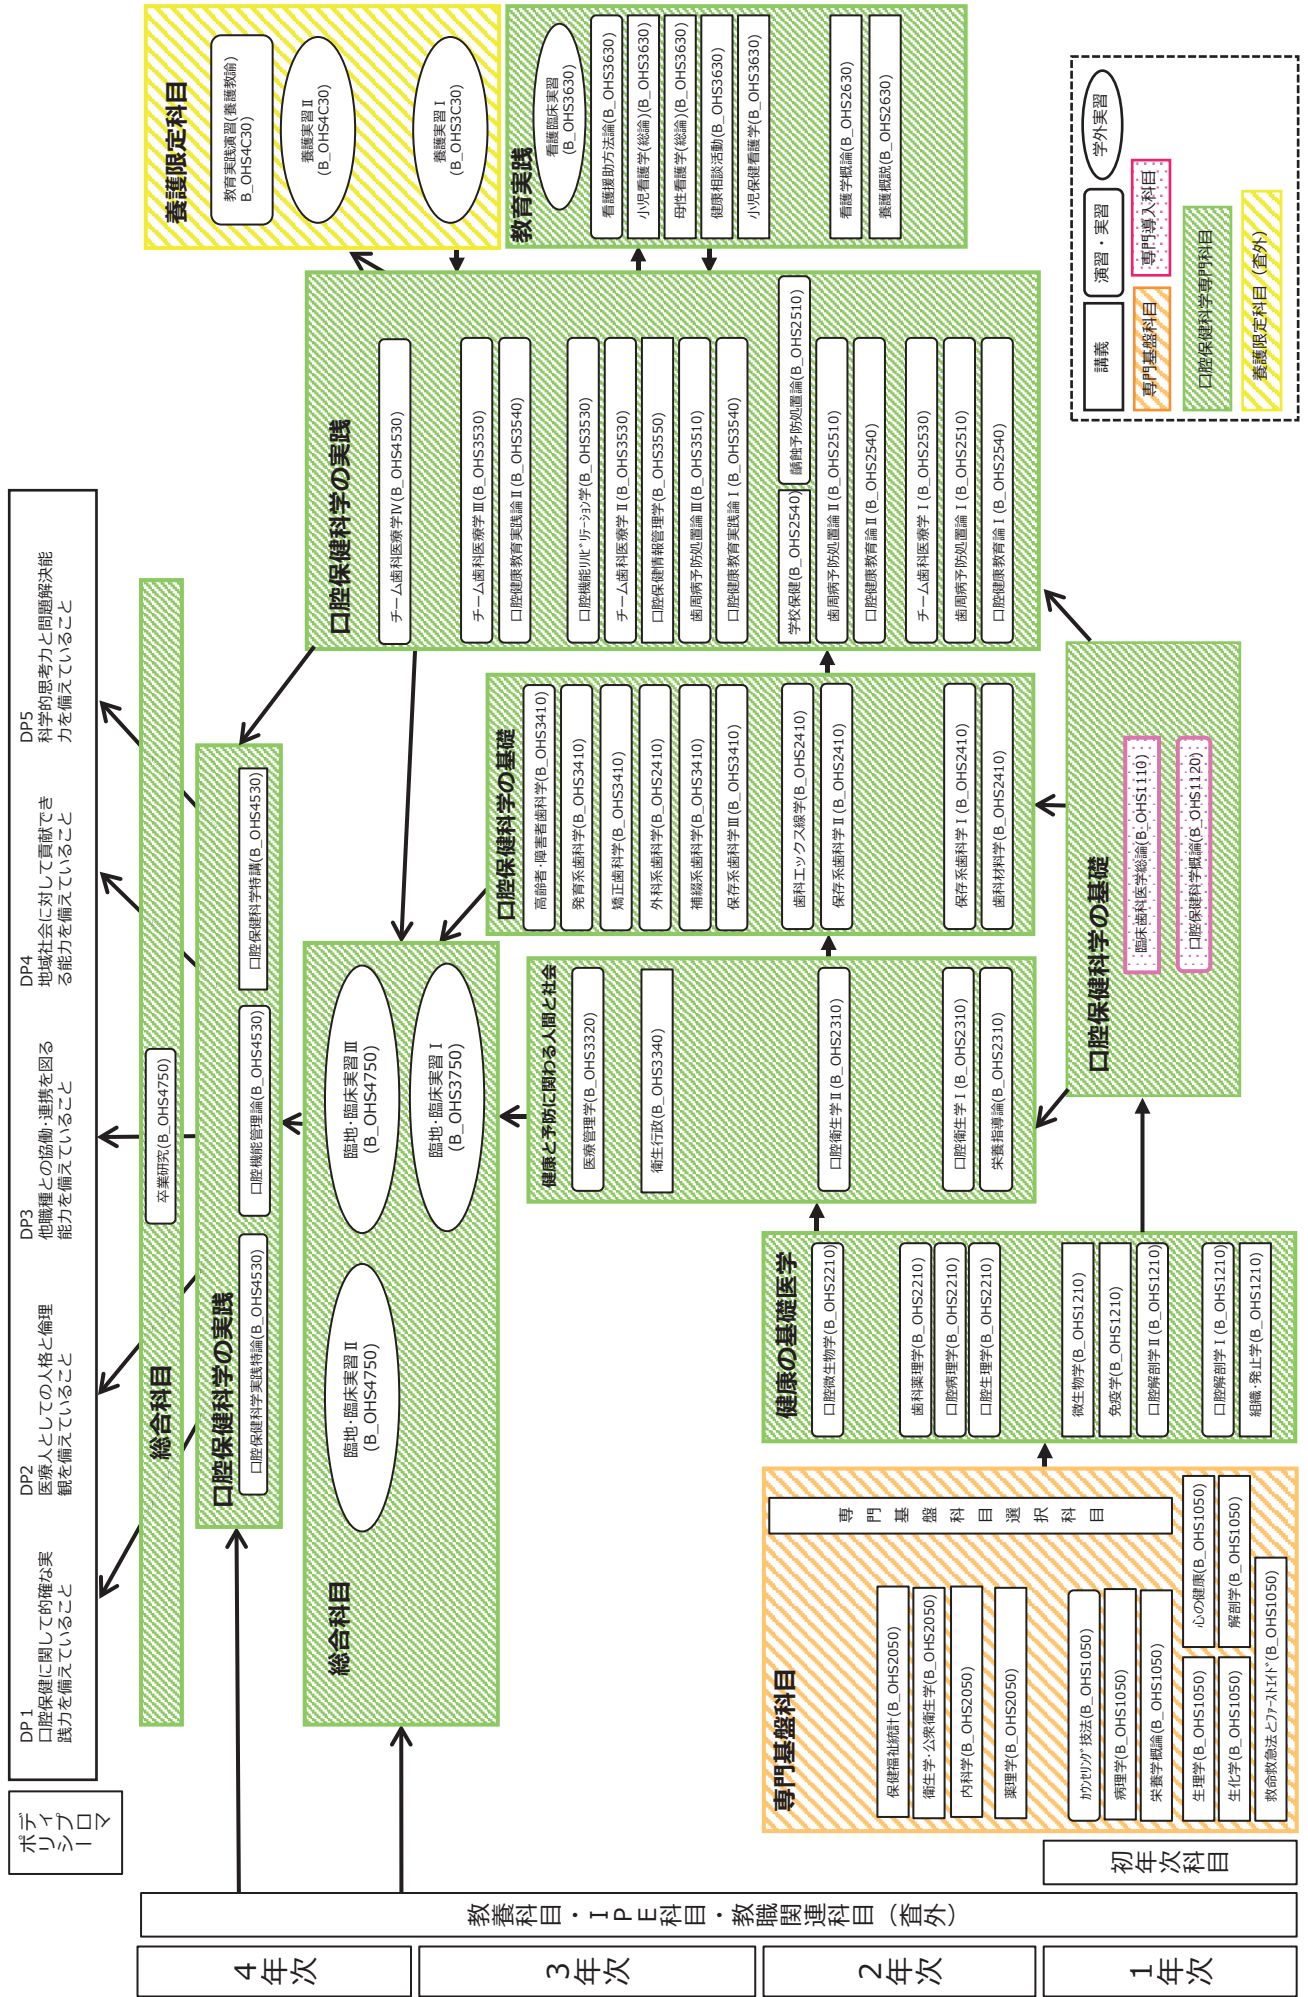 ディプロマ
ポリシー
DP1
口腔保健に関して的確な実
践力を備えていること
DP2
医療人としての人格と倫理
観を備えていること
DP3
他職種との協働・連携を図る
能力を備えていること
DP4
地域社会に対して貢献でき
る能力を備えていること
DP5
科学的思考力と問題解決能
力を備えていること
4年次
3年次
2年次
1年次
教養科目・IPE科目・教職関連科目（査外）
初年次科目
総合科目
卒業研究(B_OHS4750)
口腔保健科学の実践
口腔保健科学実践特論(B_OHS4530)
口腔機能管理論(B_OHS4530)
口腔保健科学特講(B_OHS4530)
総合科目
臨地・臨床実習Ⅱ
(B_OHS4750)
臨地・臨床実習Ⅲ
(B_OHS4750)
臨地・臨床実習Ⅰ
(B_OHS3750)
専門基盤科目
専門基盤科目選択科目
保健福祉統計(B_OHS2050)
衛生学・公衆衛生学(B_OHS2050)
内科学(B_OHS2050)
薬理学(B_OHS2050)
ｶｳﾝｾﾘﾝｸﾞ技法(B_OHS1050)
病理学(B_OHS1050)
栄養学概論(B_OHS1050)
生理学(B_OHS1050)
心の健康(B_OHS1050)
生化学(B_OHS1050)
解剖学(B_OHS1050)
救命救急法とﾌｧｰｽﾄｴｲﾄﾞ(B_OHS1050)
健康の基礎医学
口腔微生物学(B_OHS2210)
歯科薬理学(B_OHS2210)
口腔病理学(B_OHS2210)
口腔生理学(B_OHS2210)
微生物学(B_OHS1210)
免疫学(B_OHS1210)
口腔解剖学Ⅱ(B_OHS1210)
口腔解剖学Ⅰ(B_OHS1210)
組織・発止学(B_OHS1210)
健康と予防に関わる人間と社会
医療管理学(B_OHS3320)
衛生行政(B_OHS3340)
口腔衛生学Ⅱ(B_OHS2310)
口腔衛生学Ⅰ(B_OHS2310)
栄養指導論(B_OHS2310)
口腔保健科学の基礎
高齢者・障害者歯科学(B_OHS3410)
発育系歯科学(B_OHS3410)
矯正歯科学(B_OHS3410)
外科系歯科学(B_OHS2410)
補綴系歯科学(B_OHS3410)
保存系歯科学Ⅲ(B_OHS3410)
歯科エックス線学(B_OHS2410)
保存系歯科学Ⅱ(B_OHS2410)
保存系歯科学Ⅰ(B_OHS2410)
歯科材料学(B_OHS2410)
口腔保健科学の基礎
臨床歯科医学総論(B_OHS1110)
口腔保健科学概論(B_OHS1120)
口腔保健科学の実践
チーム歯科医療学Ⅳ(B_OHS4530)
チーム歯科医療学Ⅲ(B_OHS3530)
口腔健康教育実践論Ⅱ(B_OHS3540)
口腔機能ﾘﾊﾋﾞﾘﾃｰｼｮﾝ学(B_OHS3530)
チーム歯科医療学Ⅱ(B_OHS3530)
口腔保健情報管理学(B_OHS3550)
歯周病予防処置論Ⅲ(B_OHS3510)
口腔健康教育実践論Ⅰ(B_OHS3540)
学校保健(B_OHS2540)
齲蝕予防処置論(B_OHS2510)
歯周病予防処置論Ⅱ(B_OHS2510)
口腔健康教育論Ⅱ(B_OHS2540)
チーム歯科医療学Ⅰ(B_OHS2530)
歯周病予防処置論Ⅰ(B_OHS2510)
口腔健康教育論Ⅰ(B_OHS2540)
養護限定科目
教育実践演習(養護教諭)
B_OHS4C30)
養護実習Ⅱ
(B_OHS4C30)
養護実習Ⅰ
(B_OHS3C30)
教育実践
看護臨床実習
(B_OHS3630)
看護援助方法論(B_OHS3630)
小児看護学(総論)(B_OHS3630)
母性看護学(総論)(B_OHS3630)
健康相談活動(B_OHS3630)
小児保健看護学(B_OHS3630)
看護学概論(B_OHS2630)
養護概説(B_OHS2630)
講義
演習・実習
学外実習
専門基盤科目
専門導入科目
口腔保健科学専門科目
養護限定科目（査外）